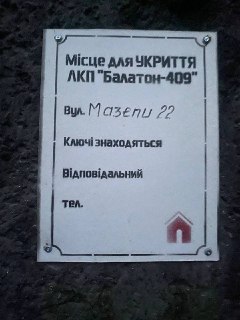 Місце для УКРИТТЯ
ЛКП "Балатон-409"
Вул. Мазепи 22
Ключі знаходяться
Відповідальний
тел.